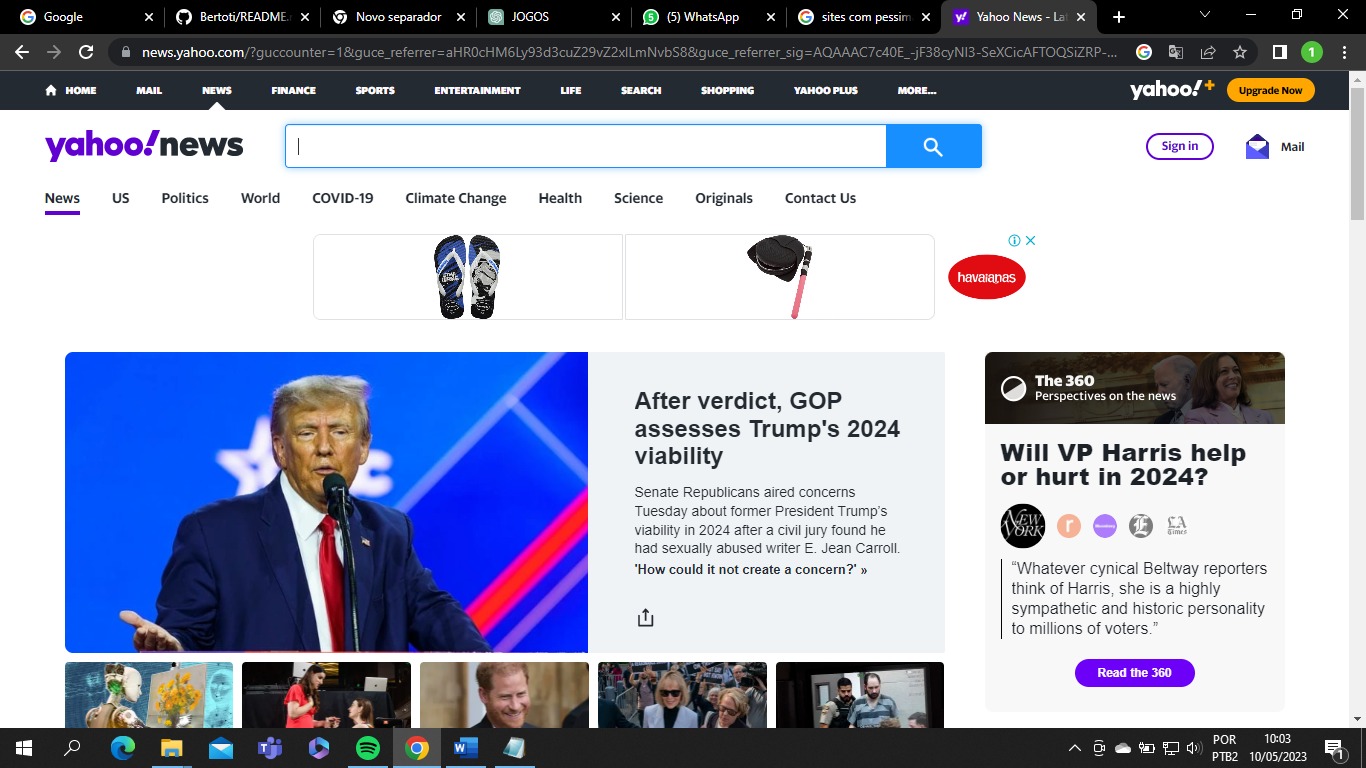 Google
Bertoti/README.
Novo separador
JOGOS
(5) WhatsApp
sites com pessim
Yahoo News - La
news.yahoo.com/?guccounter=1&guce_referrer=aHR0cHM6Ly93d3cuZ29vZ2xlLmNvbS8&guce_referrer_sig=AQAAAC7c40E_-jF38cyNI3-SeXCicAFTOQSiZRP-...
1
HOME MAIL NEWS FINANCE SPORTS ENTERTAINMENT LIFE SEARCH SHOPPING YAHOO PLUS MORE...
yahoo!+
Upgrade Now
yahoo!news
Sign in
Mail
News US Politics World COVID-19 Climate Change Health Science Originals Contact Us
havaianas
After verdict, GOP
assesses Trump's 2024
viability
Senate Republicans aired concerns
Tuesday about former President Trump’s
viability in 2024 after a civil jury found he
had sexually abused writer E. Jean Carroll.
'How could it not create a concern?' »
The 360
Perspectives on the news
Will VP Harris help
or hurt in 2024?
NEW
YORK
r
E
LA
Times
“Whatever cynical Beltway reporters
think of Harris, she is a highly
sympathetic and historic personality
to millions of voters.”
Read the 360
POR
PTB2
10:03
10/05/2023
1